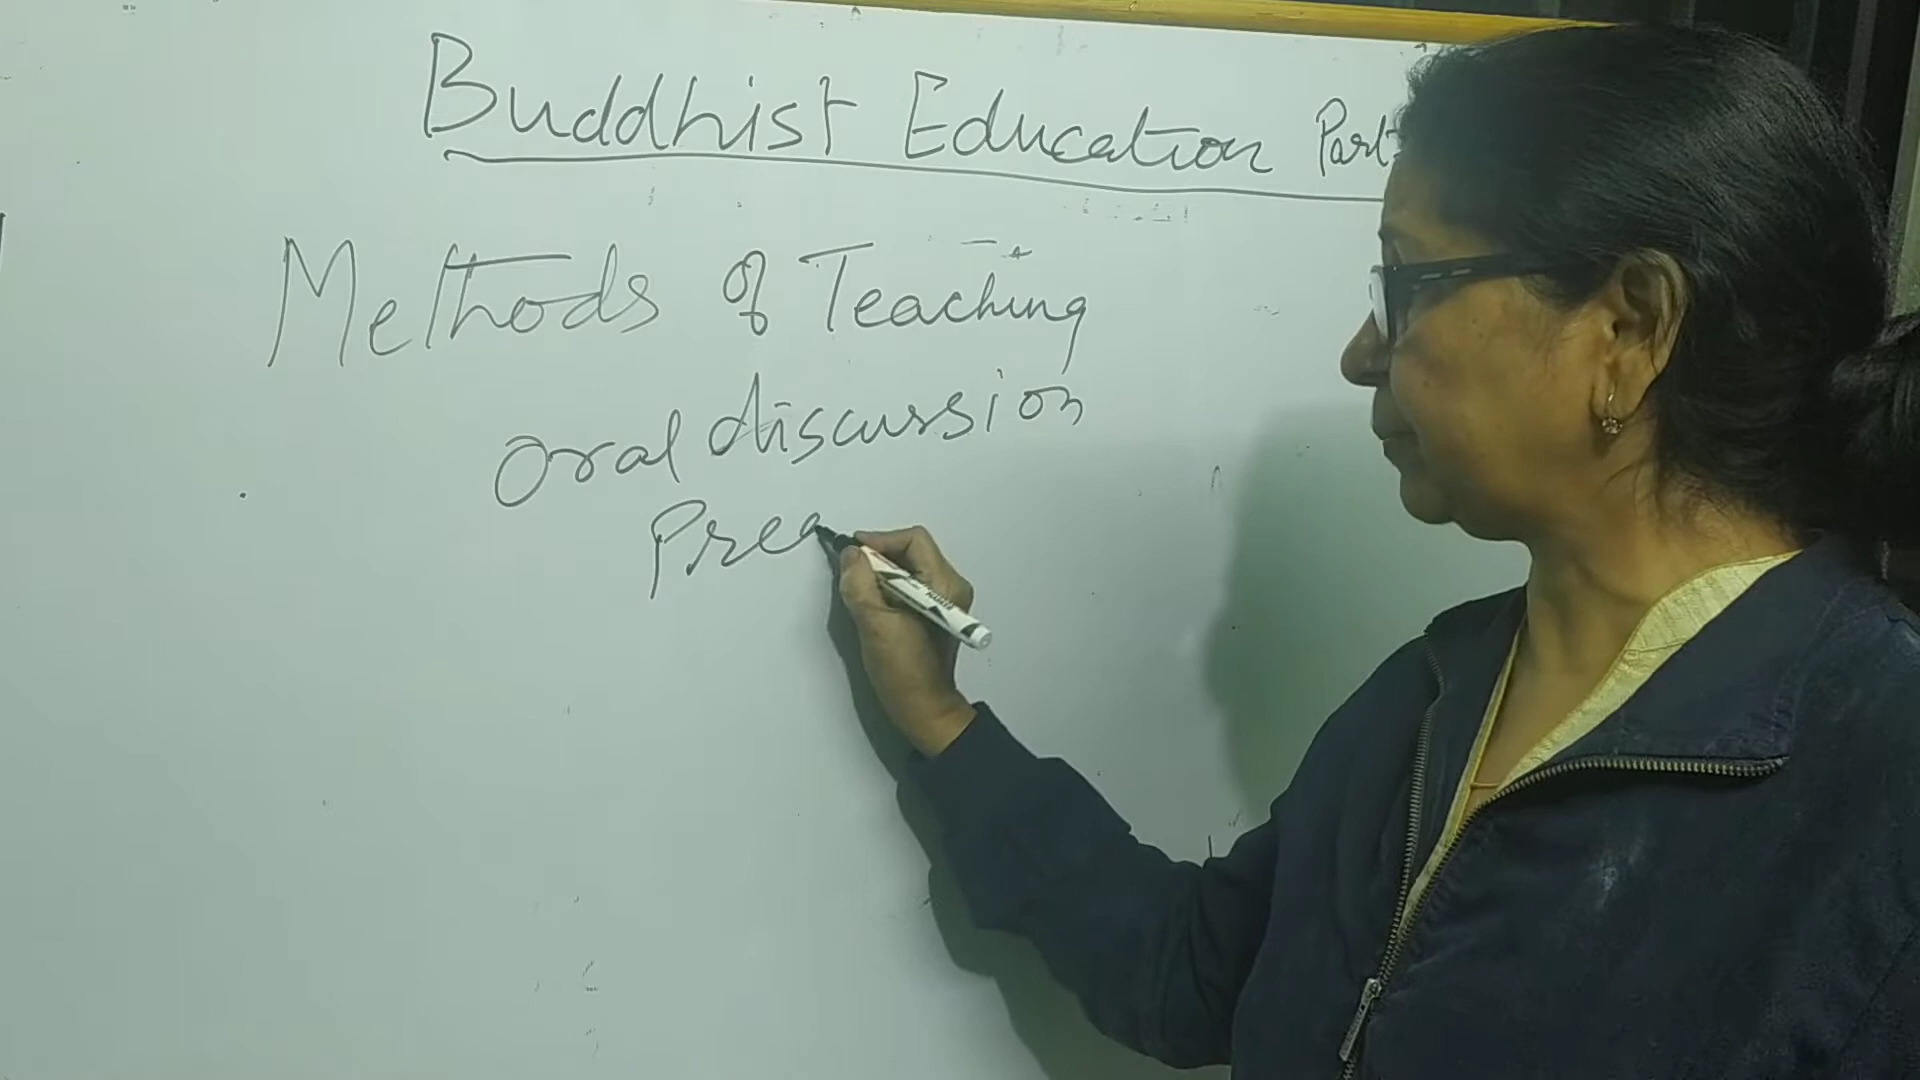 Buddhist Education Part
Methods of Teaching
oral discussion
Prea